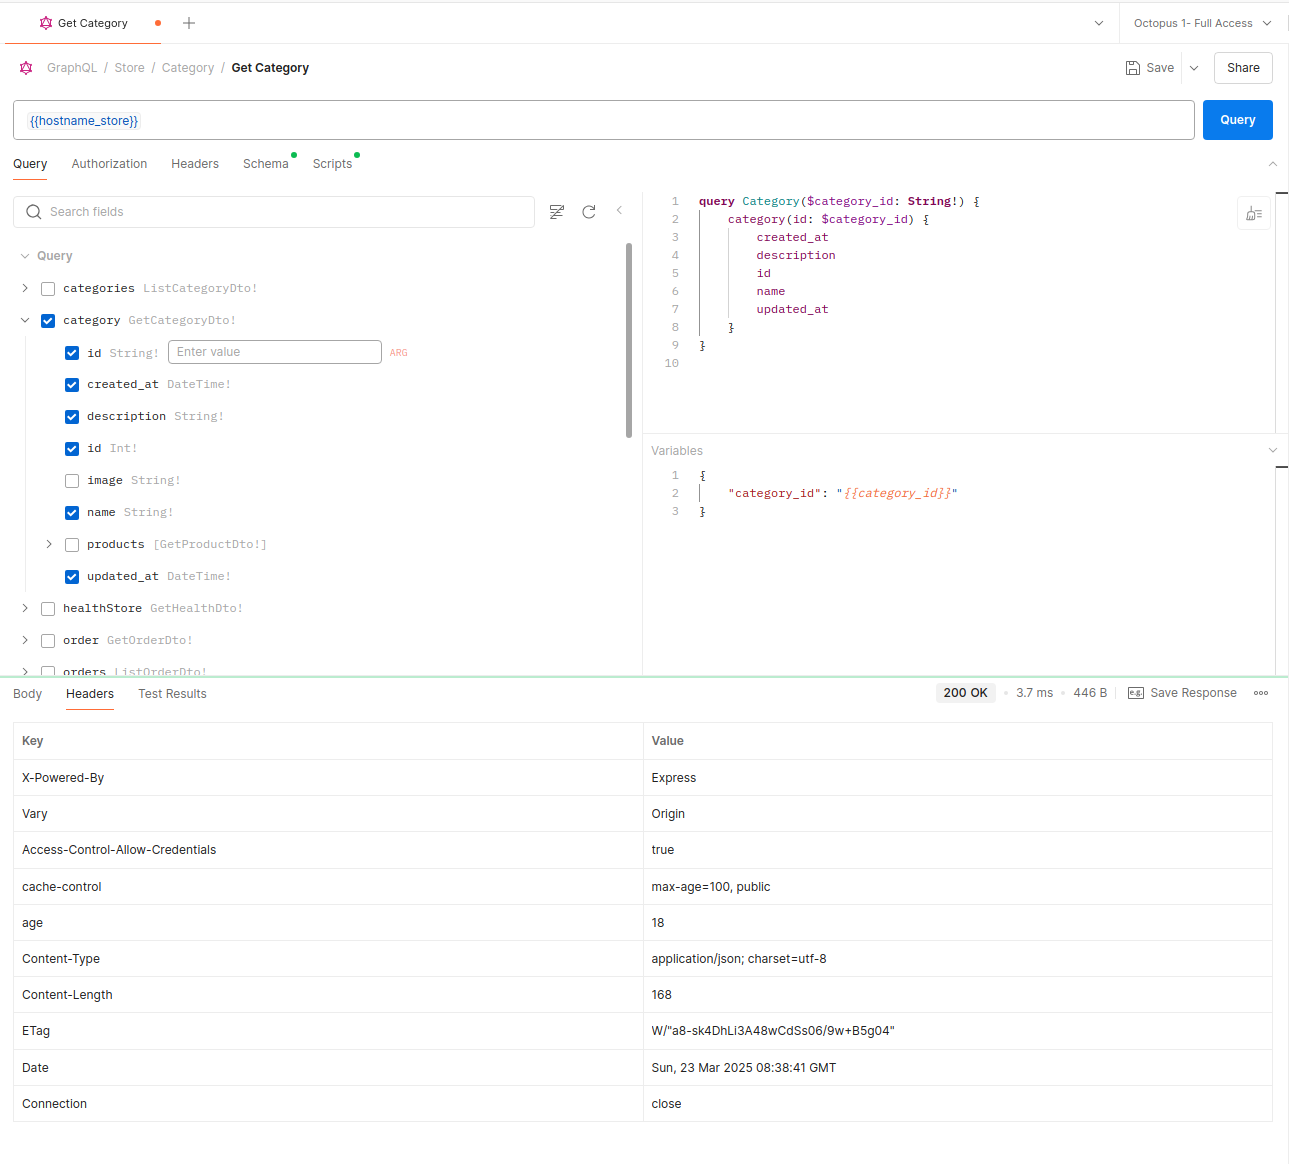 Get Category
Octopus 1- Full Access
GraphQL / Store / Category / Get Category
Save
Share
{{hostname_store}}
Query
Query
Authorization
Headers
Schema
Scripts
Search fields
Query
categories ListCategoryDto!
category GetCategoryDto!
id String! Enter value ARG
created_at DateTime!
description String!
id Int!
image String!
name String!
products [GetProductDto!]
updated_at DateTime!
healthStore GetHealthDto!
order GetOrderDto!
orders ListOrderDto!
1 query Category($category_id: String!) {
2 category(id: $category_id) {
3 created_at
4 description
5 id
6 name
7 updated_at
8 }
9 }
10
Variables
1 {
2 "category_id": "{{category_id}}"
3 }
Body
Headers
Test Results
200 OK • 3.7 ms • 446 B
e.g. Save Response
Key Value
X-Powered-By Express
Vary Origin
Access-Control-Allow-Credentials true
cache-control max-age=100, public
age 18
Content-Type application/json; charset=utf-8
Content-Length 168
ETag W/"a8-sk4DhLi3A48wCdSs06/9w+B5g04"
Date Sun, 23 Mar 2025 08:38:41 GMT
Connection close